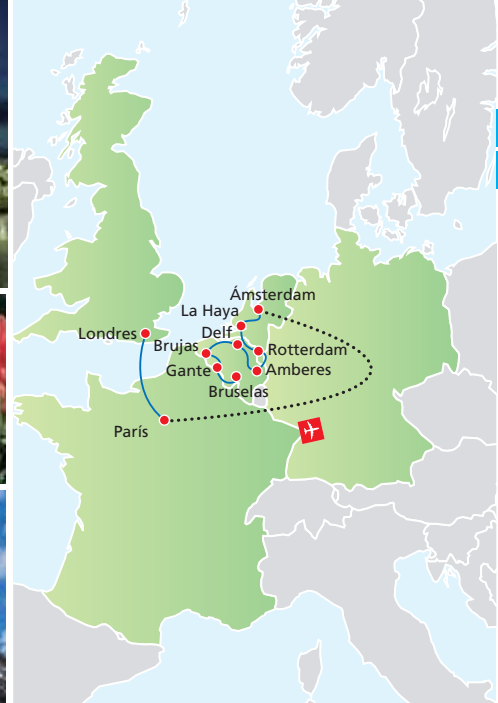 Ámsterdam
La Haya
Londres
Delf
Brujas
Rotterdam
Gante
Amberes
Bruselas
París